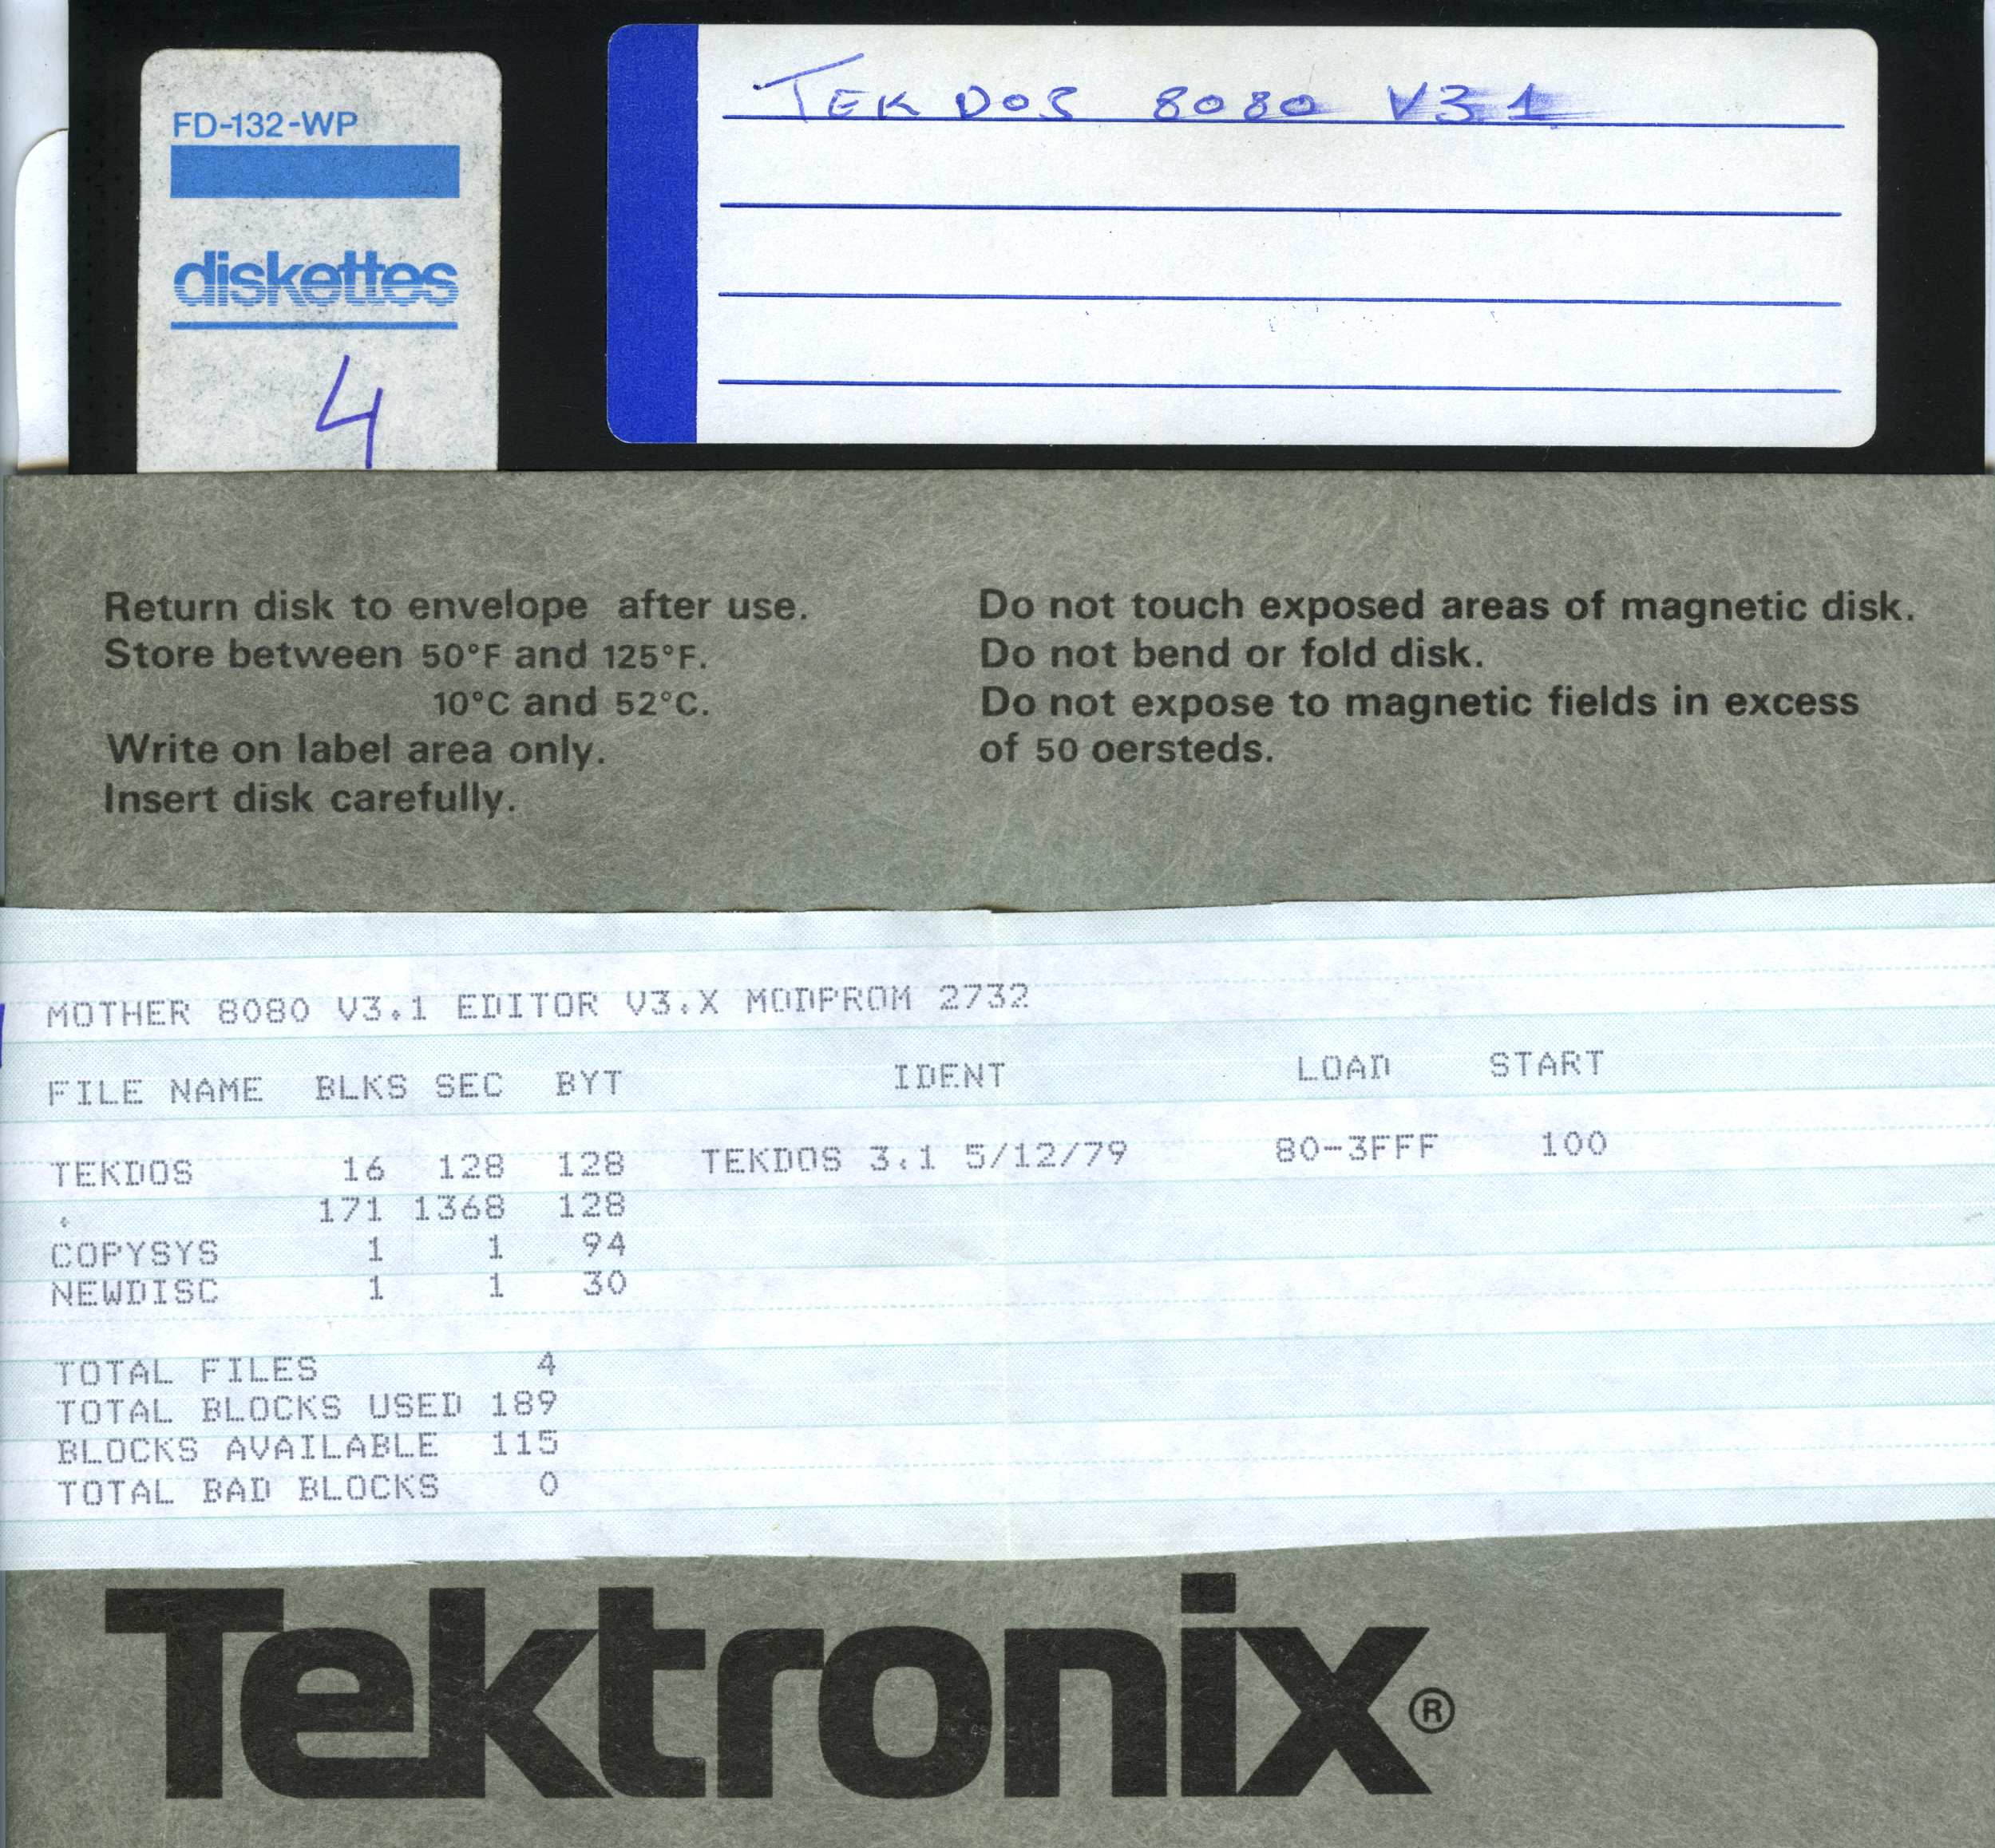 FD-132-WP
diskettes
4
TEKDOS 8080 V3.1
Return disk to envelope after use.
Store between 50°F and 125°F.
10°C and 52°C.
Write on label area only.
Insert disk carefully.
Do not touch exposed areas of magnetic disk.
Do not bend or fold disk.
Do not expose to magnetic fields in excess
of 50 oersteds.
MOTHER 8080 V3.1 EDITOR V3.X MODPROM 2732
FILE NAME BLKS SEC BYT IDENT LOAD START
TEKDOS 16 128 128 TEKDOS 3.1 5/12/79 80-3FFF 100
. 171 1368 128
COPYSYS 1 1 94
NEWDISC 1 1 30
TOTAL FILES 4
TOTAL BLOCKS USED 189
BLOCKS AVAILABLE 115
TOTAL BAD BLOCKS 0
Tektronix®